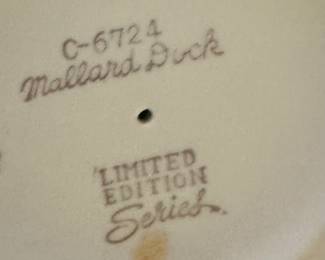 C-6724
Mallard Duck
LIMITED
EDITION
Series